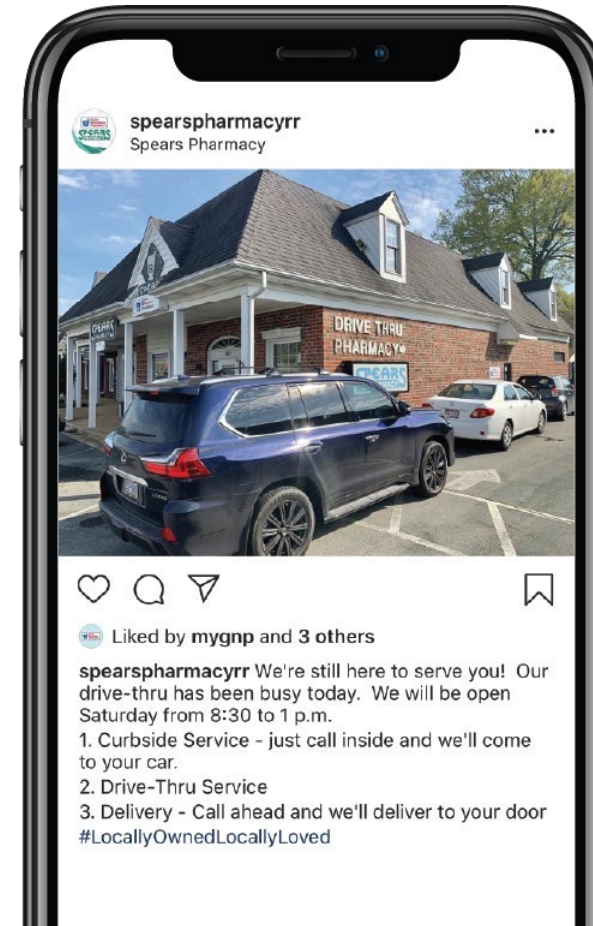 spearspharmacyrr
Spears Pharmacy
SPEARS
DRIVE THRU
PHARMACY
SPEARS
Liked by mygnp and 3 others
spearspharmacyrr We're still here to serve you!  Our
drive-thru has been busy today.  We will be open
Saturday from 8:30 to 1 p.m.
1. Curbside Service - just call inside and we'll come
to your car.
2. Drive-Thru Service
3. Delivery - Call ahead and we'll deliver to your door
#LocallyOwnedLocallyLoved